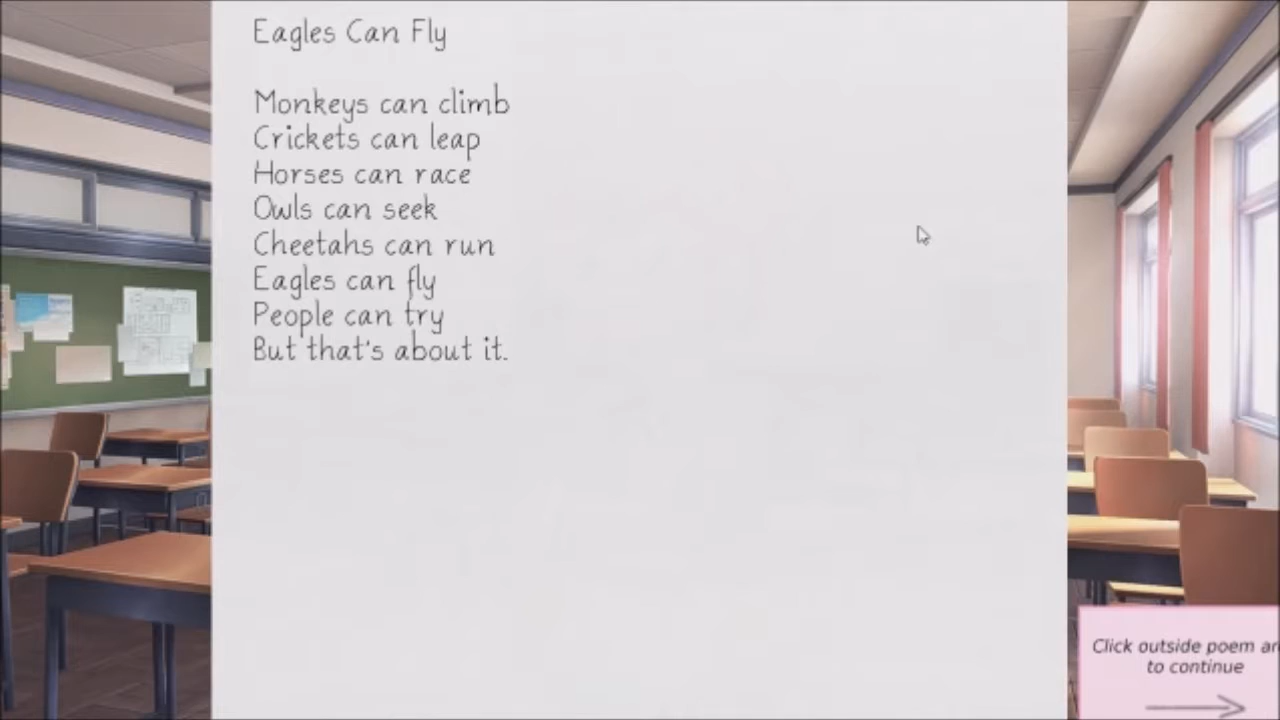 Eagles Can Fly
Monkeys can climb
Crickets can leap
Horses can race
Owls can seek
Cheetahs can run
Eagles can fly
People can try
But that's about it.
Click outside poem
to continue